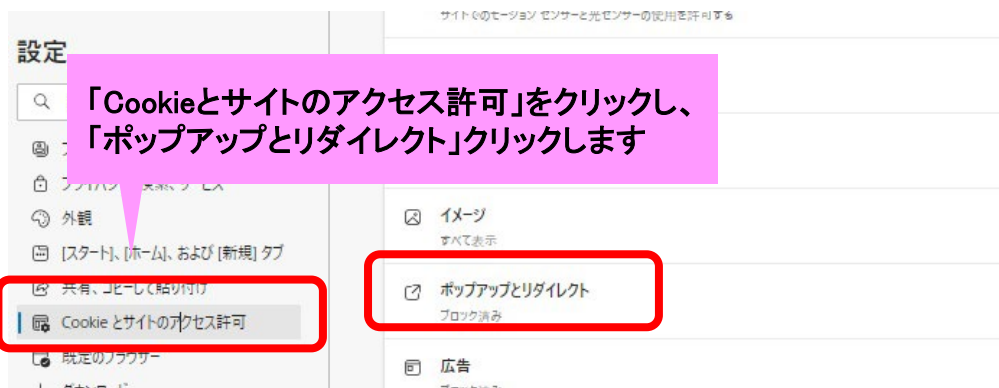 サイトでのモーション センサーと光センサーの使用を許可する
設定
「Cookieとサイトのアクセス許可」をクリックし、
「ポップアップとリダイレクト」クリックします
外観
[スタート]、[ホーム]、および [新規] タブ
共有、コピーして貼り付け
Cookie とサイトのアクセス許可
既定のブラウザー
イメージ
すべて表示
ポップアップとリダイレクト
ブロック済み
広告